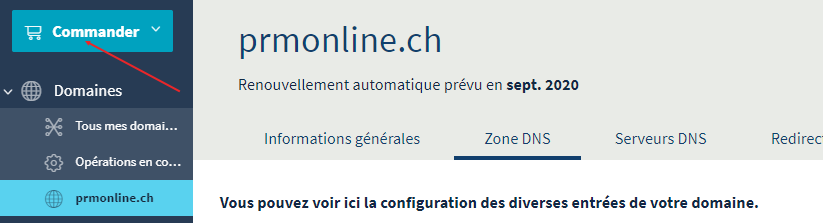 Commander
Domaines
Tous mes domai...
Opérations en co...
prmonline.ch
prmonline.ch
Renouvellement automatique prévu en sept. 2020
Informations générales Zone DNS Serveurs DNS Redirect
Vous pouvez voir ici la configuration des diverses entrées de votre domaine.